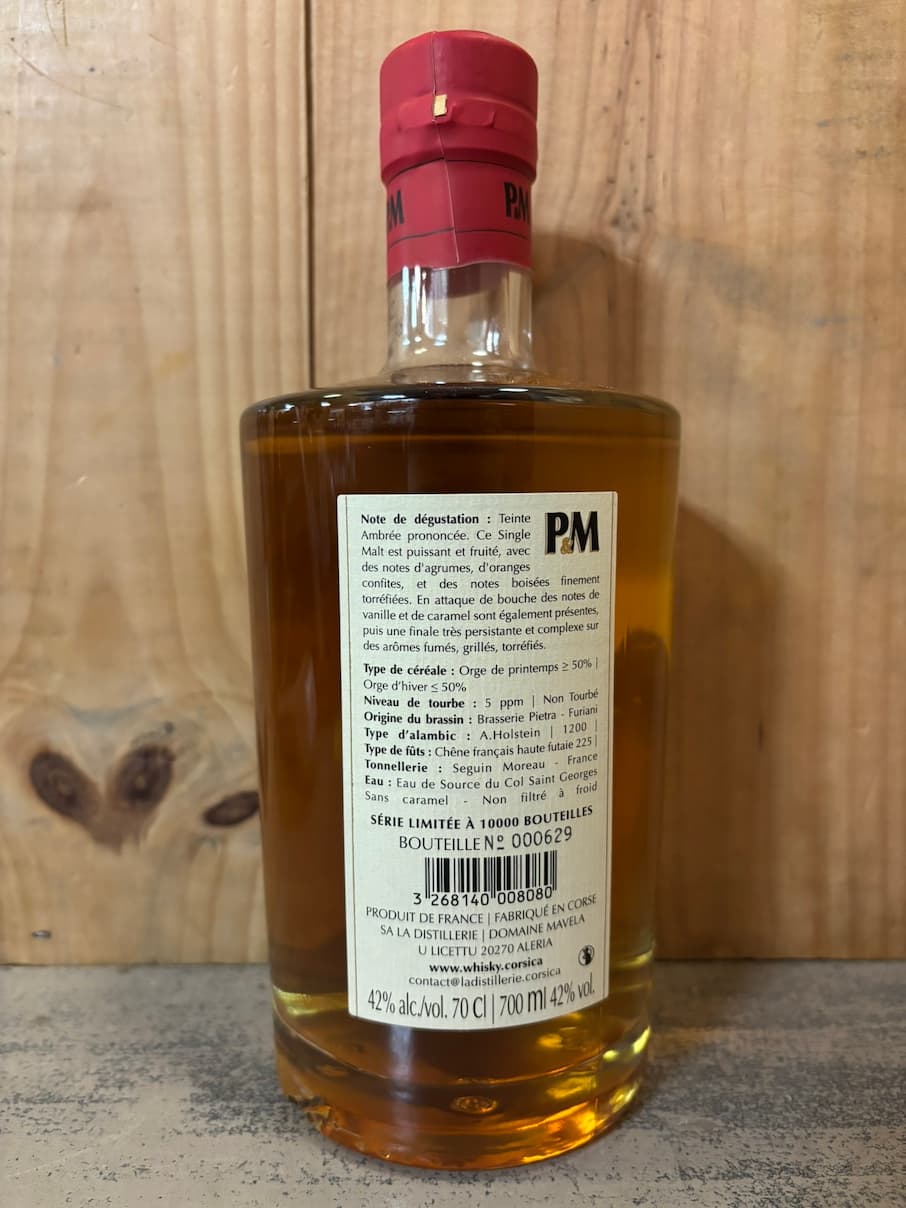 P&M
P&M
Note de dégustation : Teinte
Ambrée prononcée. Ce Single
Malt est puissant et fruité, avec
des notes d'agrumes, d'oranges
confites, et des notes boisées finement
torréfiées. En attaque de bouche des notes de
vanille et de caramel sont également présentes,
puis une finale très persistante et complexe sur
des arômes fumés, grillés, torréfiés.
P&M
Type de céréale : Orge de printemps ≥ 50% |
Orge d'hiver ≤ 50%
Niveau de tourbe : 5 ppm | Non Tourbé
Origine du brassin : Brasserie Pietra - Furiani
Type d'alambic : A.Holstein | 1200 |
Type de fûts : Chêne français haute futaie 225 |
Tonnellerie : Seguin Moreau - France
Eau : Eau de Source du Col Saint Georges
Sans caramel - Non filtré à froid
SÉRIE LIMITÉE À 10000 BOUTEILLES
BOUTEILLE Nº 000629
3 268140 008080
PRODUIT DE FRANCE | FABRIQUÉ EN CORSE
SA LA DISTILLERIE | DOMAINE MAVELA
U LICETTU 20270 ALERIA
www.whisky.corsica
contact@ladistillerie.corsica
42% alc./vol. 70 cl | 700 ml 42% vol.